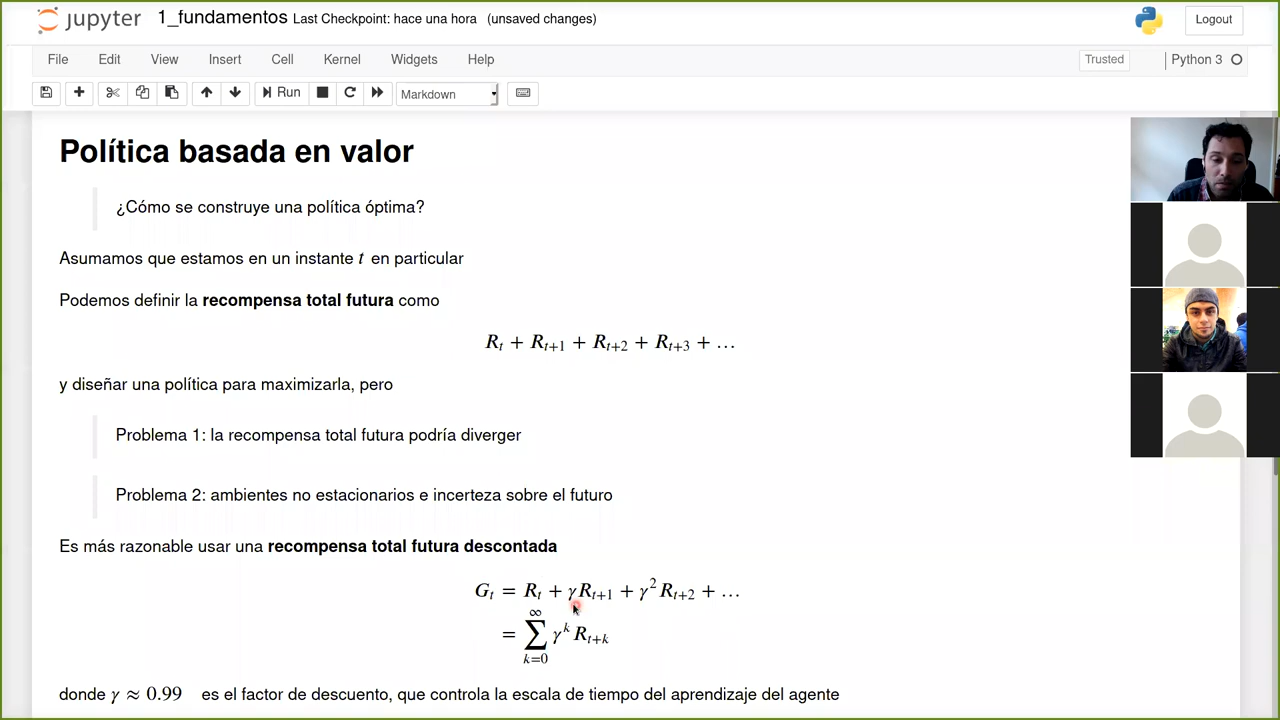 jupyter 1_fundamentos Last Checkpoint: hace una hora (unsaved changes) Logout
File Edit View Insert Cell Kernel Widgets Help Trusted Python 3
Run Markdown
Política basada en valor
¿Cómo se construye una política óptima?
Asumamos que estamos en un instante t en particular
Podemos definir la recompensa total futura como
R_t + R_{t+1} + R_{t+2} + R_{t+3} + …
y diseñar una política para maximizarla, pero
Problema 1: la recompensa total futura podría diverger
Problema 2: ambientes no estacionarios e incerteza sobre el futuro
Es más razonable usar una recompensa total futura descontada
G_t = R_t + γR_{t+1} + γ^2 R_{t+2} + …
= ∑_{k=0}^{∞} γ^k R_{t+k}
donde γ ≈ 0.99 es el factor de descuento, que controla la escala de tiempo del aprendizaje del agente